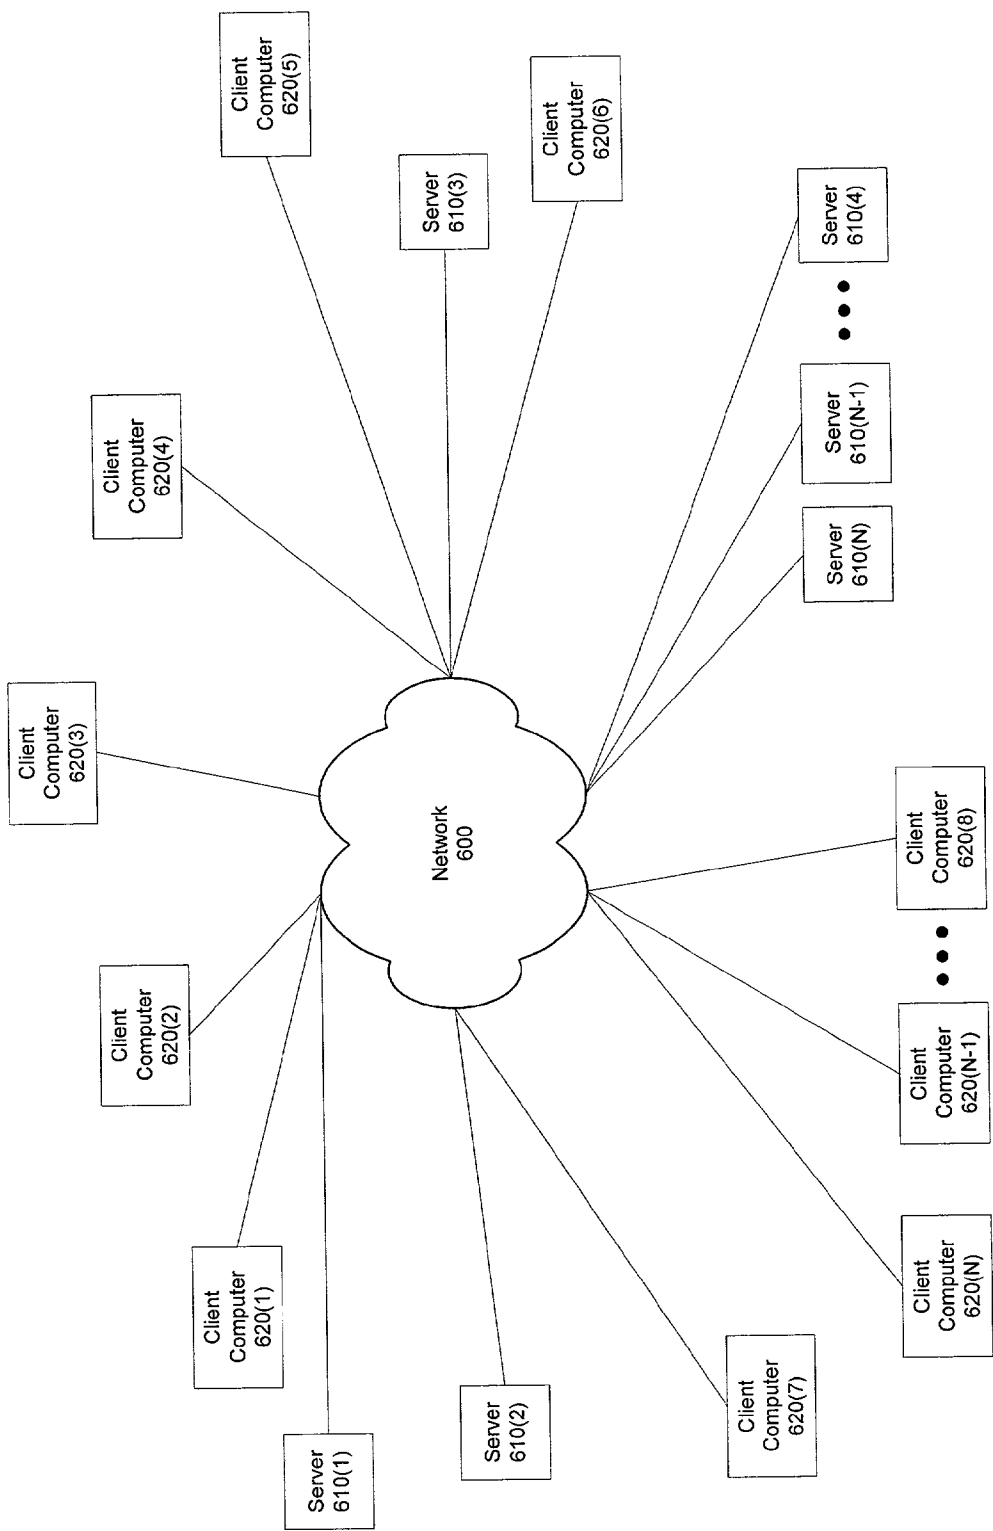 Client
Computer
620(3)
Client
Computer
620(2)
Client
Computer
620(4)
Client
Computer
620(1)
Client
Computer
620(5)
Server
610(1)
Server
610(3)
Network
600
Server
610(2)
Client
Computer
620(6)
Client
Computer
620(7)
Server
610(N)
Server
610(N-1)
Server
610(4)
Client
Computer
620(N)
Client
Computer
620(N-1)
Client
Computer
620(8)